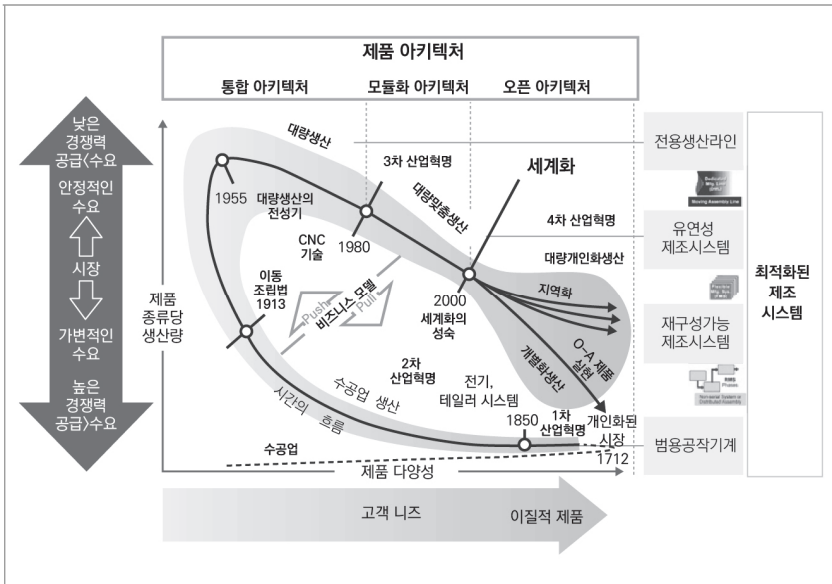 제품 아키텍처
통합 아키텍처
모듈화 아키텍처
오픈 아키텍처
낮은
경쟁력
공급〈수요
안정적인
수요
시장
가변적인
수요
높은
경쟁력
공급〉수요
제품
종류당
생산량
대량생산
1955
대량생산의
전성기
3차 산업혁명
1980
CNC
기술
대량맞춤생산
세계화
4차 산업혁명
2000
세계화의
성숙
대량개인화생산
지역화
O-A 제품
실현
개별화생산
개인화된
시장
이동
조립변
1913
Push
비즈니스 모델
Pull
2차
산업혁명
수공업 생산
시간의 흐름
전기,
테일러 시스템
1850
1차
산업혁명
1712
수공업
제품 다양성
고객 니즈
이질적 제품
전용생산라인
Dedicated
Mfg. Line
(DML)
Moving Assembly Line
유연성
제조시스템
재구성가능
제조시스템
RMS
범용공작기계
최적화된
제조
시스템